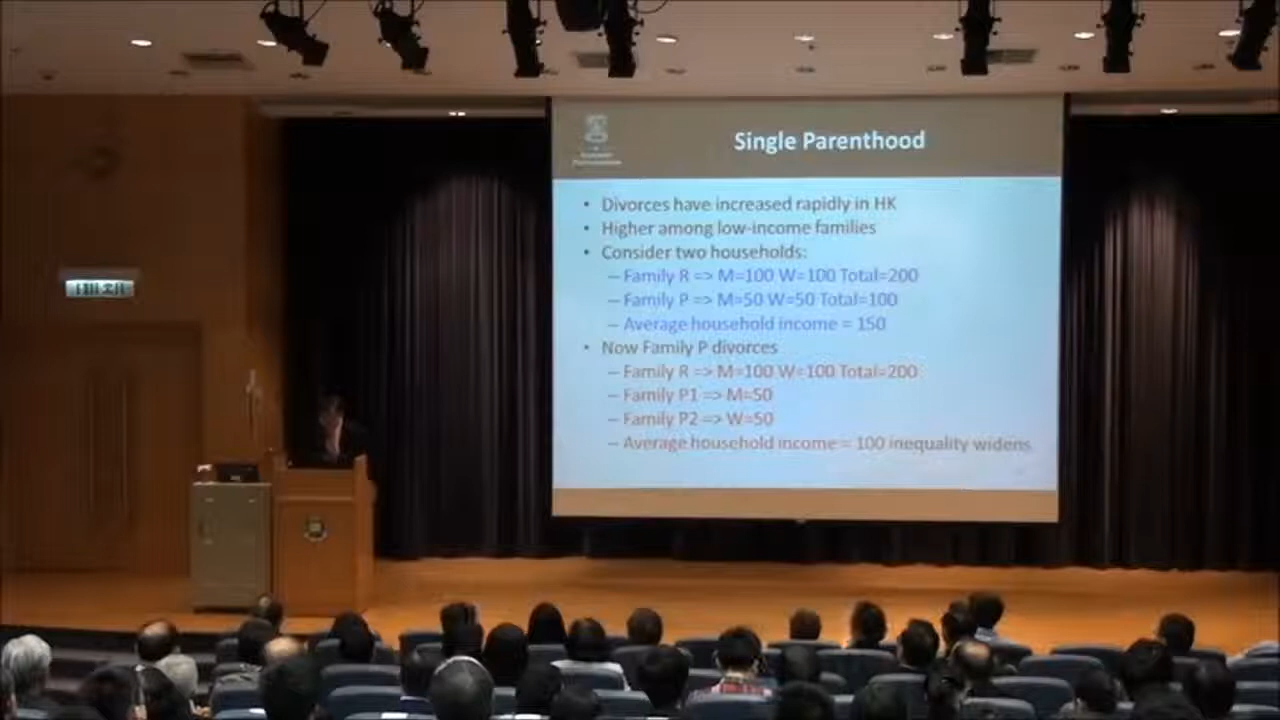 Single Parenthood
• Divorces have increased rapidly in HK
• Higher among low-income families
• Consider two households:
– Family R => M=100 W=100 Total=200
– Family P => M=50 W=50 Total=100
– Average household income = 150
• Now Family P divorces
– Family R => M=100 W=100 Total=200
– Family P1 => M=50
– Family P2 => W=50
– Average household income = 100 inequality widens